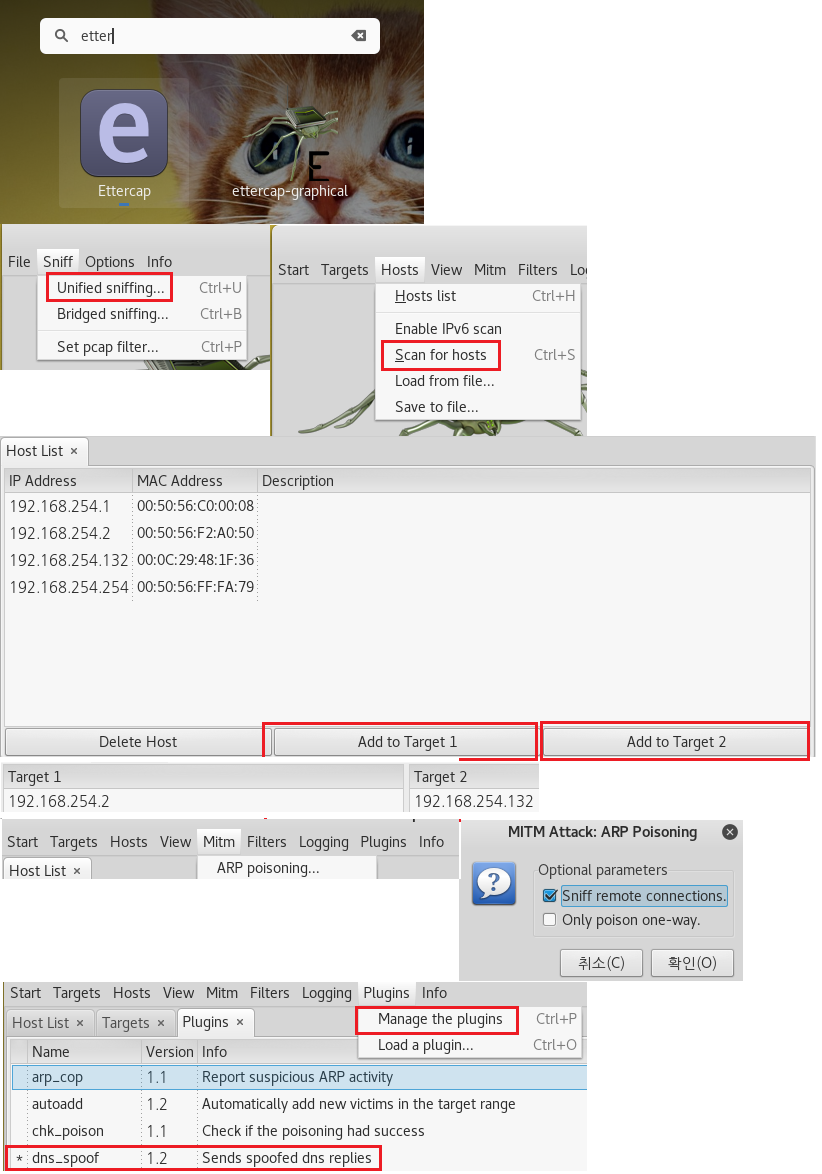 etter
Ettercap
E
ettercap-graphical
File Sniff Options Info
Unified sniffing... Ctrl+U
Bridged sniffing... Ctrl+B
Set pcap filter... Ctrl+P
Start Targets Hosts View Mitm Filters Lo
Hosts list Ctrl+H
Enable IPv6 scan
Scan for hosts Ctrl+S
Load from file...
Save to file...
Host List ×
IP Address MAC Address Description
192.168.254.1 00:50:56:C0:00:08
192.168.254.2 00:50:56:F2:A0:50
192.168.254.132 00:0C:29:48:1F:36
192.168.254.254 00:50:56:FF:FA:79
Delete Host Add to Target 1 Add to Target 2
Target 1 Target 2
192.168.254.2 192.168.254.132
Start Targets Hosts View Mitm Filters Logging Plugins Info
Host List × ARP poisoning...
MITM Attack: ARP Poisoning
Optional parameters
Sniff remote connections.
Only poison one-way.
취소(C) 확인(O)
Start Targets Hosts View Mitm Filters Logging Plugins Info
Manage the plugins Ctrl+P
Load a plugin... Ctrl+O
Host List × Targets × Plugins ×
Name Version Info
arp_cop 1.1 Report suspicious ARP activity
autoadd 1.2 Automatically add new victims in the target range
chk_poison 1.1 Check if the poisoning had success
* dns_spoof 1.2 Sends spoofed dns replies